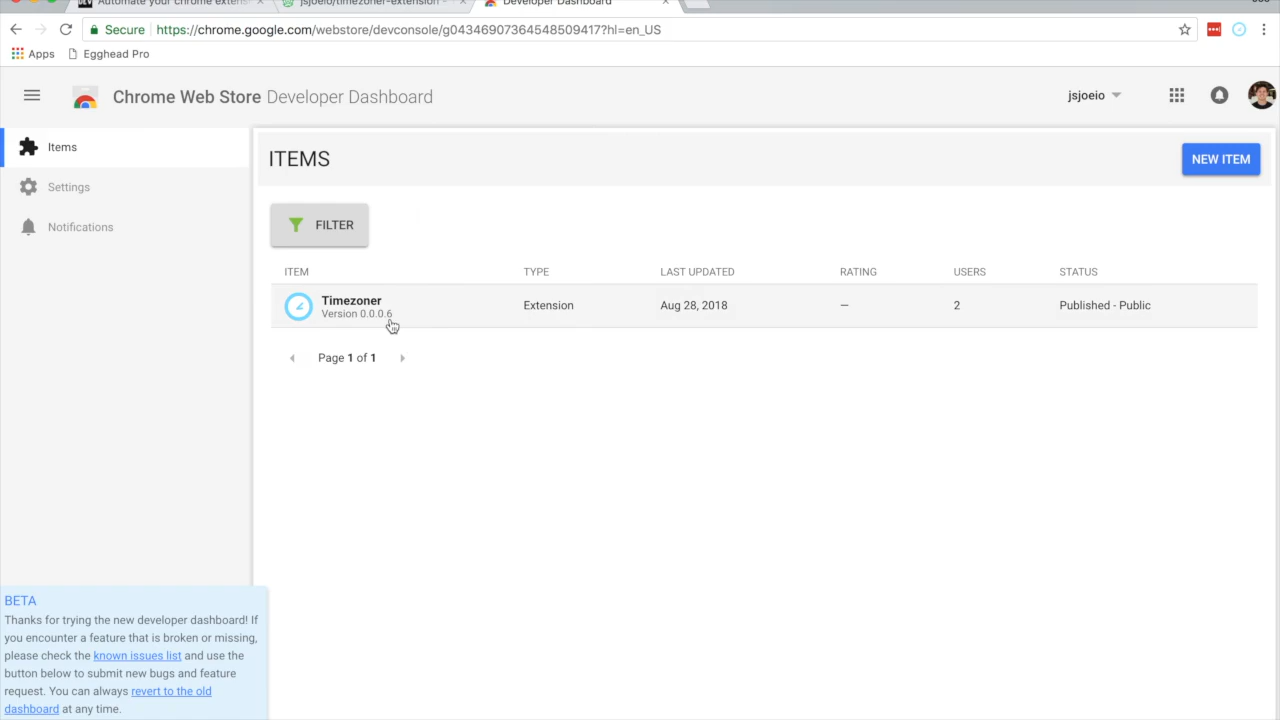 Automate your chrome extens
jsjoeio/timezoner-extension -
Developer Dashboard
Secure
https://chrome.google.com/webstore/devconsole/g04346907364548509417?hl=en_US
Apps
Egghead Pro
Chrome Web Store Developer Dashboard
jsjoeio
Items
Settings
Notifications
ITEMS
NEW ITEM
FILTER
ITEM TYPE LAST UPDATED RATING USERS STATUS
Timezoner
Version 0.0.0.6
Extension Aug 28, 2018 — 2 Published - Public
Page 1 of 1
BETA
Thanks for trying the new developer dashboard! If
you encounter a feature that is broken or missing,
please check the known issues list and use the
button below to submit new bugs and feature
request. You can always revert to the old
dashboard at any time.